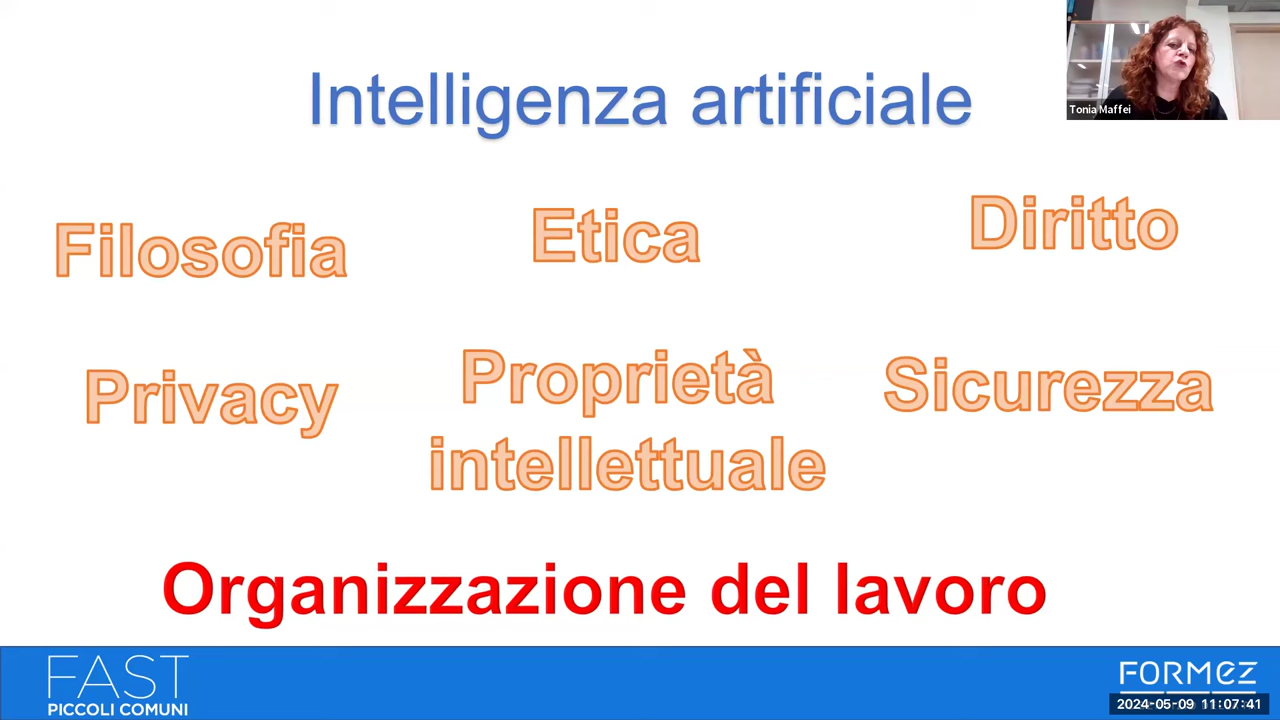 Intelligenza artificiale
Tonia Maffei
Filosofia
Etica
Diritto
Privacy
Proprietà
intellettuale
Sicurezza
Organizzazione del lavoro
FAST
PICCOLI COMUNI
FORMEZ
2024-05-09 11:07:41